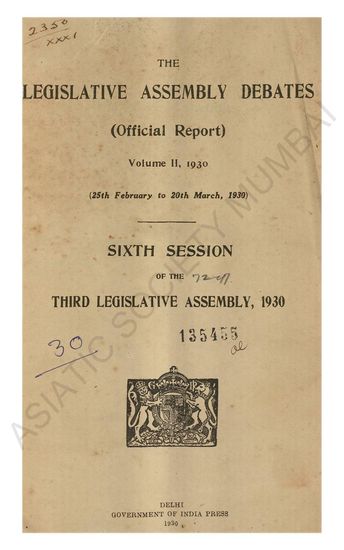 2350
XXXI
THE
LEGISLATIVE ASSEMBLY DEBATES
(Official Report)
Volume II, 1930
(25th February to 20th March, 1930)
SIXTH SESSION
OF THE
THIRD LEGISLATIVE ASSEMBLY, 1930
30
135455
ASIATIC SOCIETY MUMBAI
DELHI
GOVERNMENT OF INDIA PRESS
1930